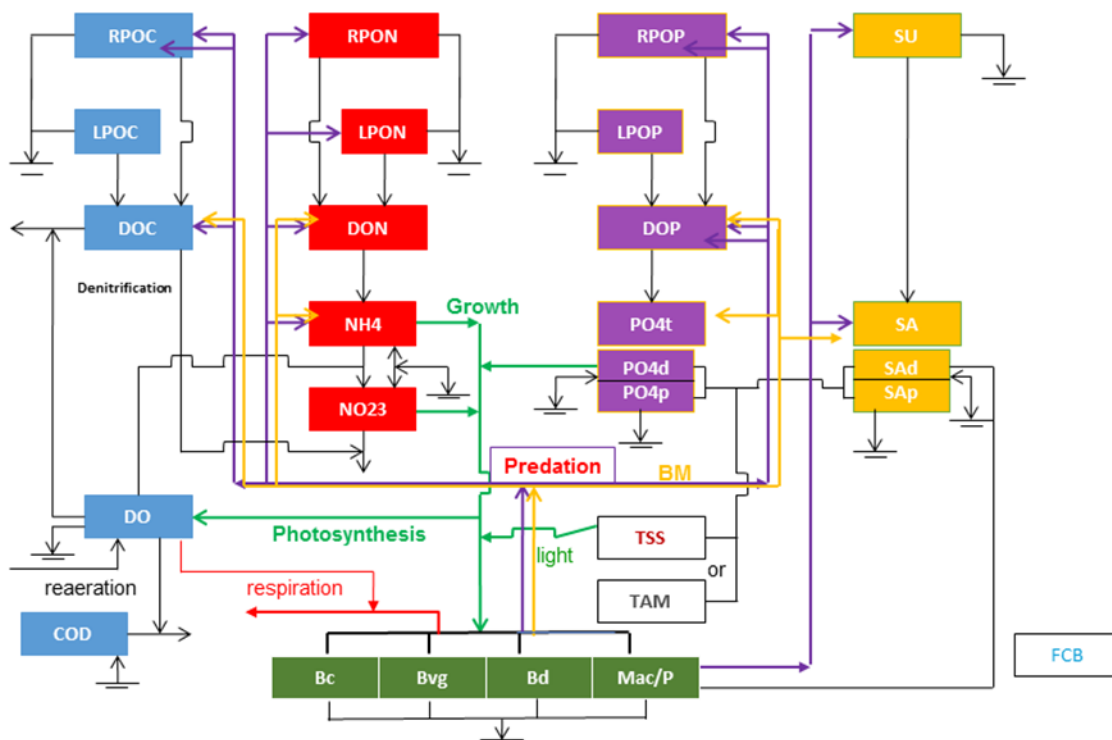 RPOC
RPON
RPOP
SU
LPOC
LPON
LPOP
DOC
DON
DOP
Denitrification
Growth
NH4
PO4t
SA
PO4d
SAd
NO23
PO4p
SAp
Predation
BM
DO
Photosynthesis
TSS
light
or
reaeration
respiration
TAM
COD
FCB
Bc
Bvg
Bd
Mac/P